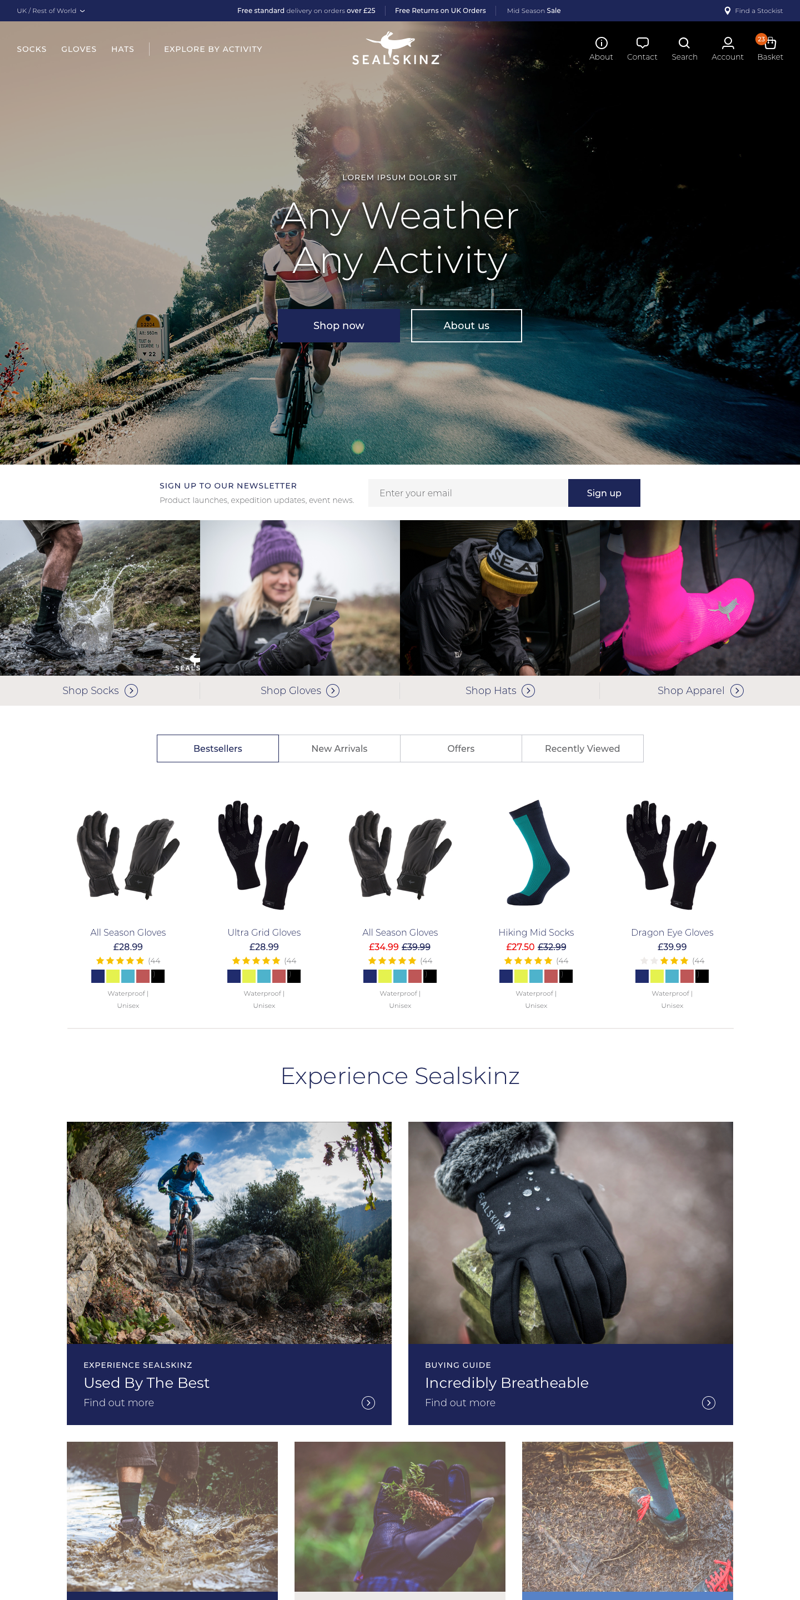 UK / Rest of World
Free standard delivery on orders over £25
Free Returns on UK Orders
Mid Season Sale
Find a Stockist
SOCKS
GLOVES
HATS
EXPLORE BY ACTIVITY
SEALSKINZ
About
Contact
Search
Account
23
Basket
LOREM IPSUM DOLOR SIT
Any Weather
Any Activity
Shop now
About us
22
SIGN UP TO OUR NEWSLETTER
Product launches, expedition updates, event news.
Enter your email
Sign up
SEALS
SEA
Shop Socks
Shop Gloves
Shop Hats
Shop Apparel
Bestsellers
New Arrivals
Offers
Recently Viewed
All Season Gloves
£28.99
(44
Waterproof |
Unisex
Ultra Grid Gloves
£28.99
(44
Waterproof |
Unisex
All Season Gloves
£34.99 £39.99
(44
Waterproof |
Unisex
Hiking Mid Socks
£27.50 £32.99
(44
Waterproof |
Unisex
Dragon Eye Gloves
£39.99
(44
Waterproof |
Unisex
Experience Sealskinz
SEALSKINZ
EXPERIENCE SEALSKINZ
Used By The Best
Find out more
BUYING GUIDE
Incredibly Breatheable
Find out more